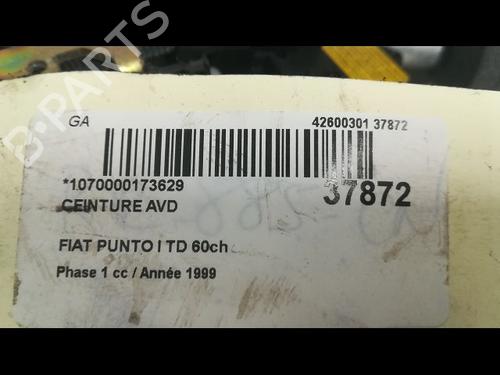 GA
42600301 37872
*1070000173629
37872
CEINTURE AVD
FIAT PUNTO I TD 60ch
Phase 1 cc / Année 1999
B-PARTS